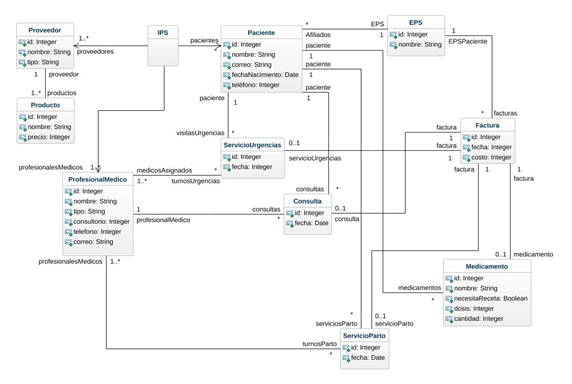 Proveedor
id: Integer
nombre: String
tipo: String
1..*
proveedores
IPS
pacientes
Paciente
id: Integer
nombre: String
correo: String
fechaNacimiento: Date
teléfono: Integer
*
EPS
Afiliados
1
EPS
id: Integer
nombre: String
1
EPSPaciente
paciente
1
paciente
1
paciente
1
paciente
1
1
proveedor
1..*
productos
Producto
id: Integer
nombre: String
precio: Integer
visitasUrgencias
*
*
facturas
Factura
id: Integer
fecha: Integer
costo: Integer
factura
1
factura
1
factura
1
1
factura
ServicioUrgencias
id: Integer
fecha: Integer
0..1
servicioUrgencias
profesionalesMedicos
1..*
ProfesionalMedico
id: Integer
nombre: String
tipo: String
consultorio: Integer
telefono: Integer
correo: String
medicosAsignados
*
1..*
turnosUrgencias
1
profesionalMedico
consultas
*
consultas
*
Consulta
id: Integer
fecha: Date
0..1
consulta
profesionalesMedicos
1..*
0..1
medicamento
Medicamento
id: Integer
nombre: String
necesitaReceta: Boolean
dosis: Integer
cantidad: Integer
medicamentos
*
*
serviciosParto
0..1
servicioParto
ServicioParto
id: Integer
fecha: Date
turnosParto
*